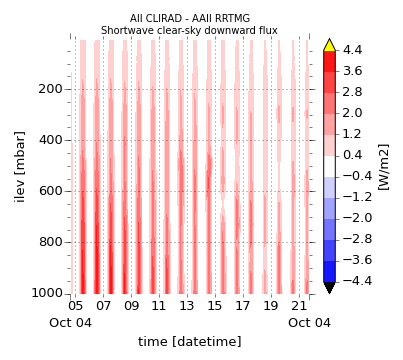 All CLIRAD - AAll RRTMG
Shortwave clear-sky downward flux
ilev [mbar]
200
400
600
800
1000
05 07 09 11 13 15 17 19 21
Oct 04 Oct 04
time [datetime]
4.4
3.6
2.8
2.0
1.2
0.4
−0.4
−1.2
−2.0
−2.8
−3.6
−4.4
[W/m2]